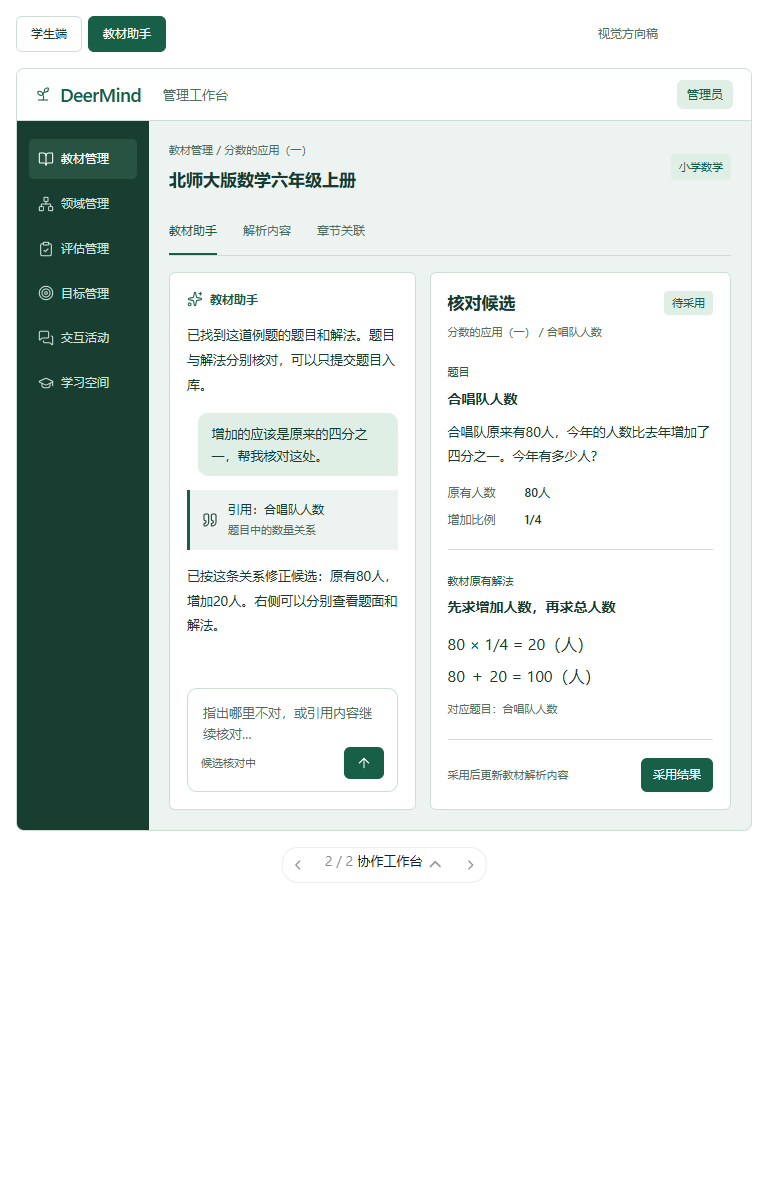 学生端
教材助手
视觉方向稿
DeerMind
管理工作台
管理员
教材管理
领域管理
评估管理
目标管理
交互活动
学习空间
教材管理 / 分数的应用（一）
北师大版数学六年级上册
小学数学
教材助手
解析内容
章节关联
教材助手
已找到这道例题的题目和解法。题目
与解法分别核对，可以只提交题目入
库。
增加的应该是原来的四分之
一，帮我核对这处。
引用：合唱队人数
题目中的数量关系
已按这条关系修正候选：原有80人，
增加20人。右侧可以分别查看题面和
解法。
指出哪里不对，或引用内容继
续核对...
候选核对中
核对候选
待采用
分数的应用（一） / 合唱队人数
题目
合唱队人数
合唱队原来有80人，今年的人数比去年增加了
四分之一。今年有多少人？
原有人数 80人
增加比例 1/4
教材原有解法
先求增加人数，再求总人数
80 × 1/4 = 20（人）
80 ＋ 20 = 100（人）
对应题目：合唱队人数
采用后更新教材解析内容
采用结果
2 / 2 协作工作台